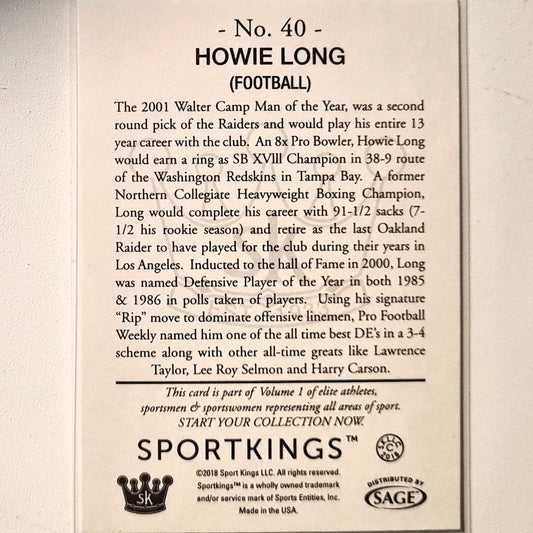 - No. 40 -
HOWIE LONG
(FOOTBALL)
The 2001 Walter Camp Man of the Year, was a second
round pick of the Raiders and would play his entire 13
year career with the club. An 8x Pro Bowler, Howie Long
would earn a ring as SB XVIII Champion in 38-9 route
of the Washington Redskins in Tampa Bay. A former
Northern Collegiate Heavyweight Boxing Champion,
Long would complete his career with 91-1/2 sacks (7-
1/2 his rookie season) and retire as the last Oakland
Raider to have played for the club during their years in
Los Angeles. Inducted to the hall of Fame in 2000, Long
was named Defensive Player of the Year in both 1985
& 1986 in polls taken of players. Using his signature
“Rip” move to dominate offensive linemen, Pro Football
Weekly named him one of the all time best DE’s in a 3-4
scheme along with other all-time greats like Lawrence
Taylor, Lee Roy Selmon and Harry Carson.
This card is part of Volume 1 of elite athletes,
sportsmen & sportswomen representing all areas of sport.
START YOUR COLLECTION NOW.
SPORTKINGS™
SK LLC
©
2018
©2018 Sport Kings LLC. All rights reserved.
Sportkings™ is a wholly owned trademark
and/or service mark of Sports Entities, Inc.
Made in the USA.
sk
DISTRIBUTED BY
SAGE